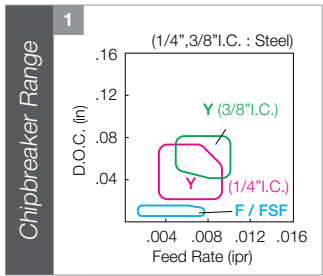 1
Chipbreaker Range
(1/4",3/8"I.C. : Steel)
.16
.12
.08
.04
D.O.C. (in)
Y (3/8"I.C.)
Y
(1/4"I.C.)
F / FSF
.004 .008 .012 .016
Feed Rate (ipr)